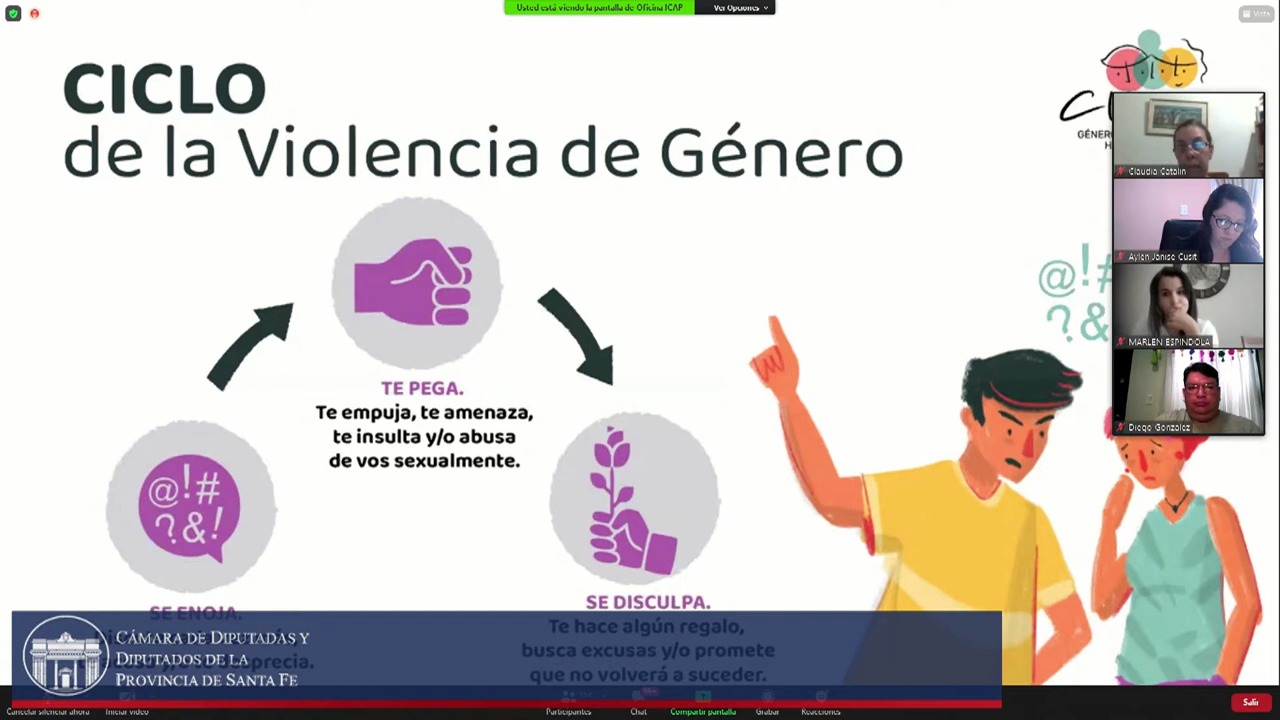 Usted está viendo la pantalla de Oficina ICAP
Ver Opciones
Vista
CICLO
de la Violencia de Género
@!#
?&
Claudia Catalin
Aylen Janise Cusit
MARLEN ESPINDOLA
Diego Gonzalez
TE PEGA.
Te empuja, te amenaza,
te insulta y/o abusa
de vos sexualmente.
@!#
?&!
SE ENOJA.
SE DISCULPA.
Te hace algún regalo,
busca excusas y/o promete
que no volverá a suceder.
CÁMARA DE DIPUTADAS Y
DIPUTADOS DE LA
PROVINCIA DE SANTA FE
Cancelar silenciar ahora
Iniciar video
Participantes
Chat
99+
Compartir pantalla
Grabar
Reacciones
Salir